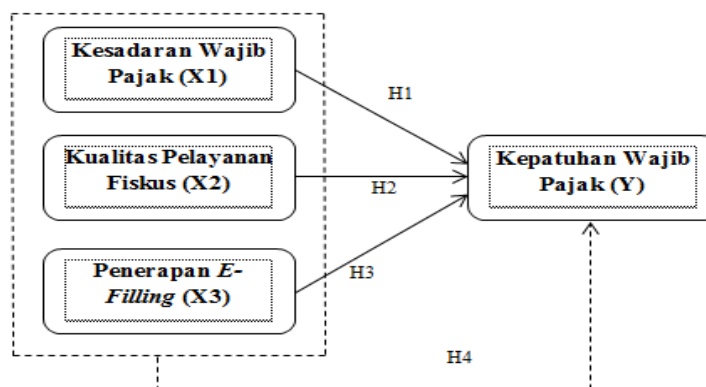 Kesadaran Wajib
Pajak (X1)
H1
Kualitas Pelayanan
Fiskus (X2)
H2
Kepatuhan Wajib
Pajak (Y)
Penerapan E-
Filling (X3)
H3
H4